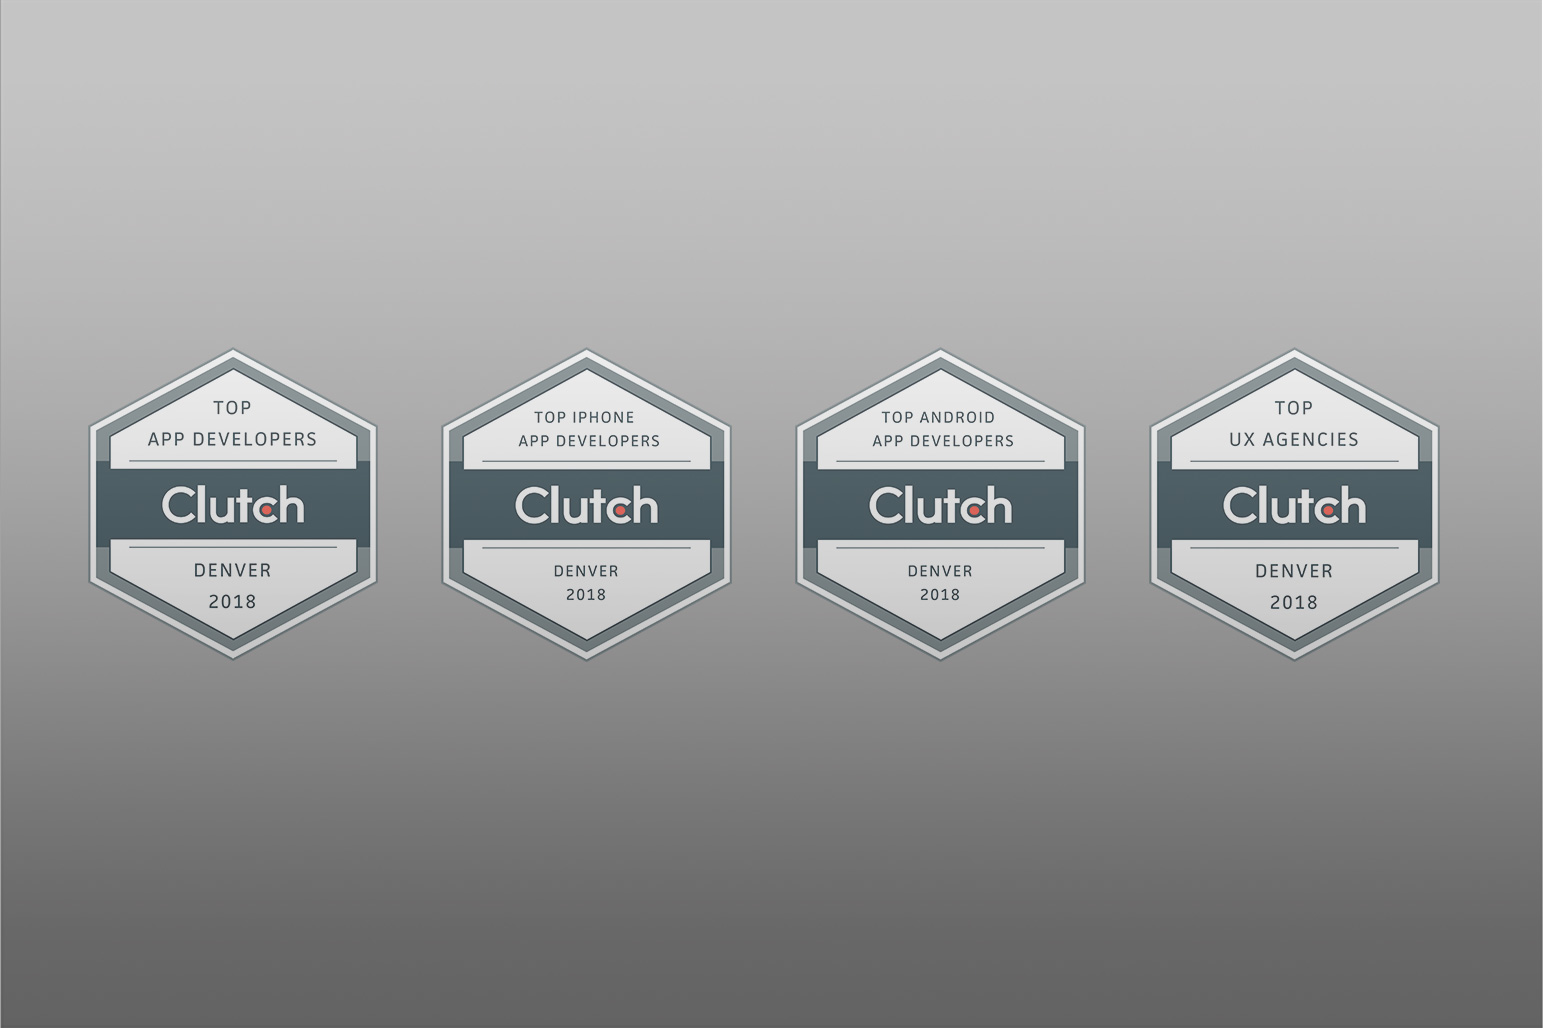 TOP
APP DEVELOPERS
Clutch
DENVER
2018
TOP IPHONE
APP DEVELOPERS
Clutch
DENVER
2018
TOP ANDROID
APP DEVELOPERS
Clutch
DENVER
2018
TOP
UX AGENCIES
Clutch
DENVER
2018